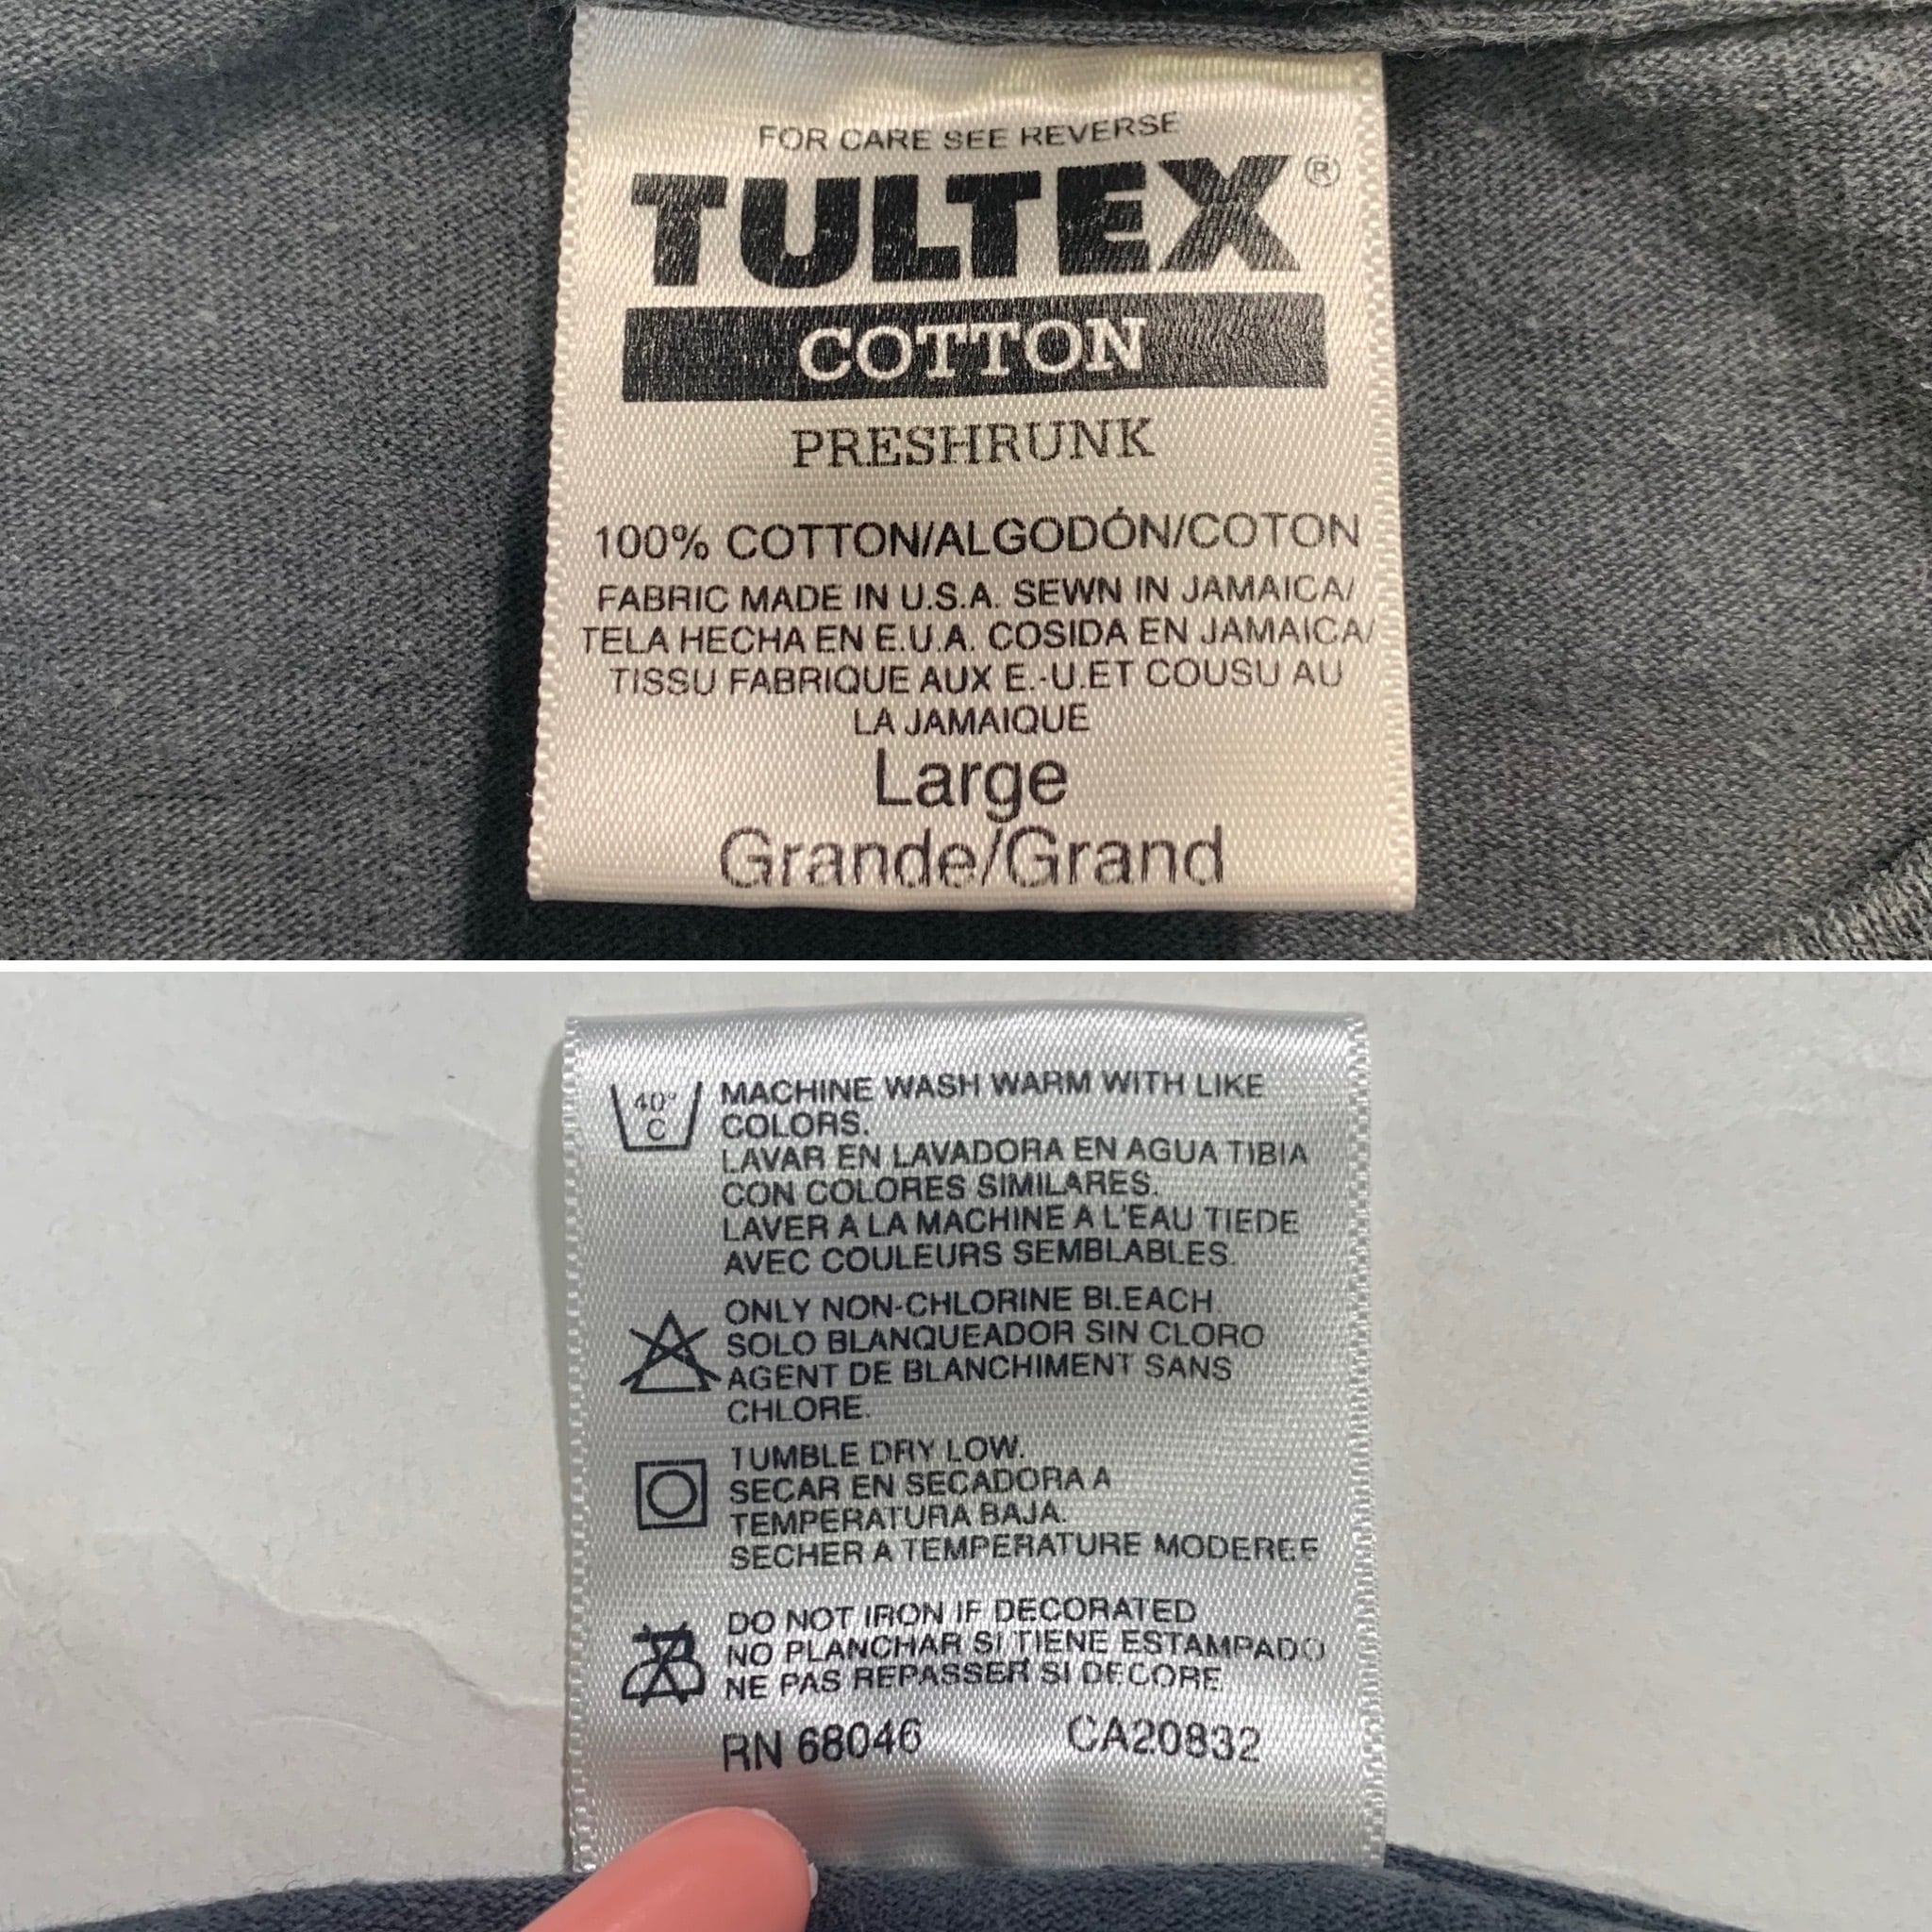 FOR CARE SEE REVERSE
TULTEX®
COTTON
PRESHRUNK
100% COTTON/ALGODÓN/COTON
FABRIC MADE IN U.S.A. SEWN IN JAMAICA/
TELA HECHA EN E.U.A. COSIDA EN JAMAICA/
TISSU FABRIQUE AUX E.-U.ET COUSU AU
LA JAMAIQUE
Large
Grande/Grand
40°
C
MACHINE WASH WARM WITH LIKE
COLORS.
LAVAR EN LAVADORA EN AGUA TIBIA
CON COLORES SIMILARES.
LAVER A LA MACHINE A L'EAU TIEDE
AVEC COULEURS SEMBLABLES.
ONLY NON-CHLORINE BLEACH.
SOLO BLANQUEADOR SIN CLORO
AGENT DE BLANCHIMENT SANS
CHLORE.
TUMBLE DRY LOW.
SECAR EN SECADORA A
TEMPERATURA BAJA.
SECHER A TEMPERATURE MODEREE
DO NOT IRON IF DECORATED
NO PLANCHAR SI TIENE ESTAMPADO
NE PAS REPASSER SI DECORE
RN 68046 CA20832